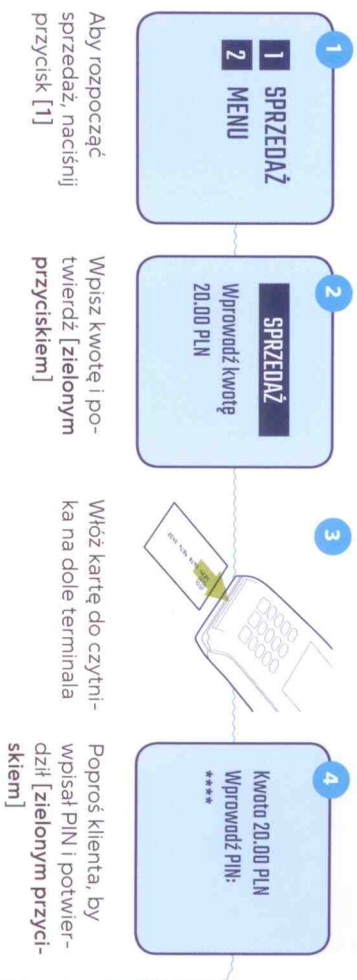 1
1 SPRZEDAŻ
2 MENU
Aby rozpocząć
sprzedaż, naciśnij
przycisk [1]
2
SPRZEDAŻ
Wprowadź kwotę
20.00 PLN
Wpisz kwotę i po-
twierdź [zielonym
przyciskiem]
3
Włóż kartę do czytni-
ka na dole terminala
4
Kwota 20.00 PLN
Wprowadź PIN:
****
Poproś klienta, by
wpisał PIN i potwier-
dził [zielonym przyci-
skiem]